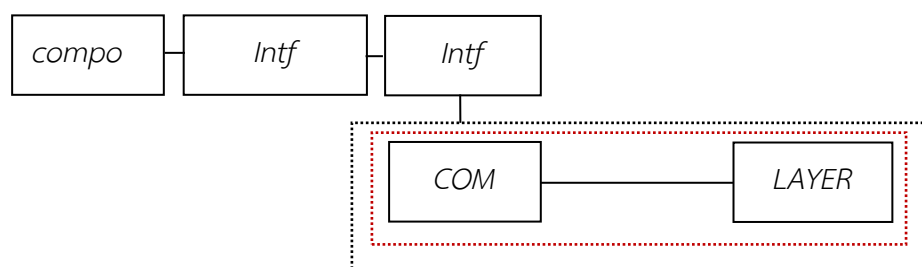 compo
Intf
Intf
COM
LAYER